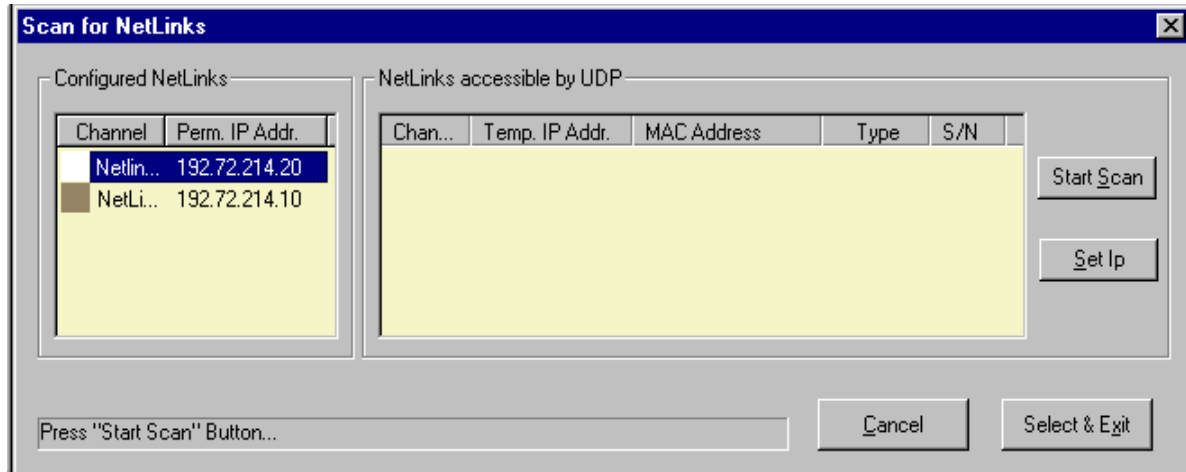 Scan for NetLinks
Configured NetLinks
Channel Perm. IP Addr.
Netlin... 192.72.214.20
NetLi... 192.72.214.10
NetLinks accessible by UDP
Chan... Temp. IP Addr. MAC Address Type S/N
Start Scan
Set Ip
Press "Start Scan" Button...
Cancel
Select & Exit